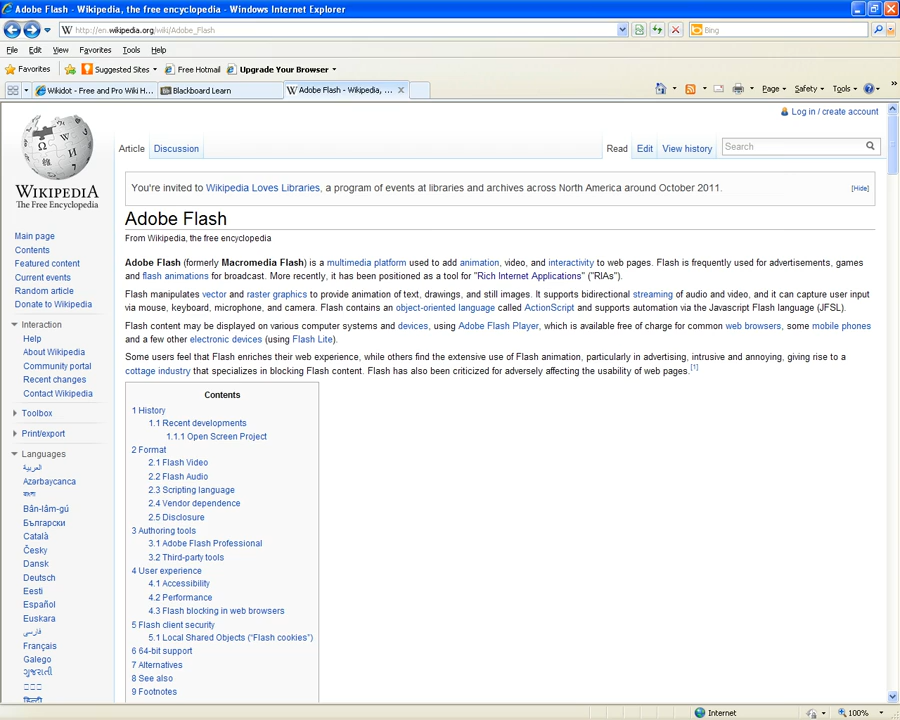 Adobe Flash - Wikipedia, the free encyclopedia - Windows Internet Explorer
http://en.wikipedia.org/wiki/Adobe_Flash
Bing
File Edit View Favorites Tools Help
Favorites Suggested Sites Free Hotmail Upgrade Your Browser
Wikidot - Free and Pro Wiki H... Blackboard Learn Adobe Flash - Wikipedia, ... Page Safety Tools
Log in / create account
Article Discussion Read Edit View history Search
WIKIPEDIA
The Free Encyclopedia
You're invited to Wikipedia Loves Libraries, a program of events at libraries and archives across North America around October 2011. [Hide]
Adobe Flash
From Wikipedia, the free encyclopedia
Adobe Flash (formerly Macromedia Flash) is a multimedia platform used to add animation, video, and interactivity to web pages. Flash is frequently used for advertisements, games
and flash animations for broadcast. More recently, it has been positioned as a tool for "Rich Internet Applications" ("RIAs").
Flash manipulates vector and raster graphics to provide animation of text, drawings, and still images. It supports bidirectional streaming of audio and video, and it can capture user input
via mouse, keyboard, microphone, and camera. Flash contains an object-oriented language called ActionScript and supports automation via the Javascript Flash language (JFSL).
Flash content may be displayed on various computer systems and devices, using Adobe Flash Player, which is available free of charge for common web browsers, some mobile phones
and a few other electronic devices (using Flash Lite).
Some users feel that Flash enriches their web experience, while others find the extensive use of Flash animation, particularly in advertising, intrusive and annoying, giving rise to a
cottage industry that specializes in blocking Flash content. Flash has also been criticized for adversely affecting the usability of web pages.[1]
Main page
Contents
Featured content
Current events
Random article
Donate to Wikipedia
Interaction
Help
About Wikipedia
Community portal
Recent changes
Contact Wikipedia
Toolbox
Print/export
Languages
العربية
Azərbaycanca
বাংলা
Bân-lâm-gú
Български
Català
Česky
Dansk
Deutsch
Eesti
Español
Euskara
فارسی
Français
Galego
ગુજરાતી
Contents
1 History
1.1 Recent developments
1.1.1 Open Screen Project
2 Format
2.1 Flash Video
2.2 Flash Audio
2.3 Scripting language
2.4 Vendor dependence
2.5 Disclosure
3 Authoring tools
3.1 Adobe Flash Professional
3.2 Third-party tools
4 User experience
4.1 Accessibility
4.2 Performance
4.3 Flash blocking in web browsers
5 Flash client security
5.1 Local Shared Objects ("Flash cookies")
6 64-bit support
7 Alternatives
8 See also
9 Footnotes
Internet 100%